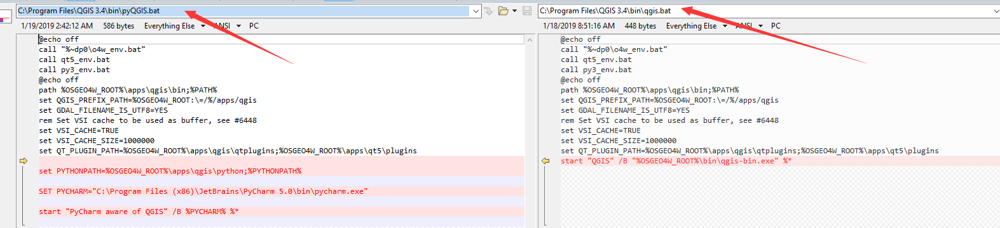 C:\Program Files\QGIS 3.4\bin\pyQGIS.bat
1/19/2019 2:42:12 AM 586 bytes Everything Else ANSI PC
@echo off
call "%~dp0\o4w_env.bat"
call qt5_env.bat
call py3_env.bat
@echo off
path %OSGEO4W_ROOT%\apps\qgis\bin;%PATH%
set QGIS_PREFIX_PATH=%OSGEO4W_ROOT:\=/%/apps/qgis
set GDAL_FILENAME_IS_UTF8=YES
rem Set VSI cache to be used as buffer, see #6448
set VSI_CACHE=TRUE
set VSI_CACHE_SIZE=1000000
set QT_PLUGIN_PATH=%OSGEO4W_ROOT%\apps\qgis\qtplugins;%OSGEO4W_ROOT%\apps\qt5\plugins
set PYTHONPATH=%OSGEO4W_ROOT%\apps\qgis\python;%PYTHONPATH%
SET PYCHARM="C:\Program Files (x86)\JetBrains\PyCharm 5.0\bin\pycharm.exe"
start "PyCharm aware of QGIS" /B %PYCHARM% %*
C:\Program Files\QGIS 3.4\bin\qgis.bat
1/18/2019 8:51:16 AM 448 bytes Everything Else ANSI PC
@echo off
call "%~dp0\o4w_env.bat"
call qt5_env.bat
call py3_env.bat
@echo off
path %OSGEO4W_ROOT%\apps\qgis\bin;%PATH%
set QGIS_PREFIX_PATH=%OSGEO4W_ROOT:\=/%/apps/qgis
set GDAL_FILENAME_IS_UTF8=YES
rem Set VSI cache to be used as buffer, see #6448
set VSI_CACHE=TRUE
set VSI_CACHE_SIZE=1000000
set QT_PLUGIN_PATH=%OSGEO4W_ROOT%\apps\qgis\qtplugins;%OSGEO4W_ROOT%\apps\qt5\plugins
start "QGIS" /B "%OSGEO4W_ROOT%\bin\qgis-bin.exe" %*